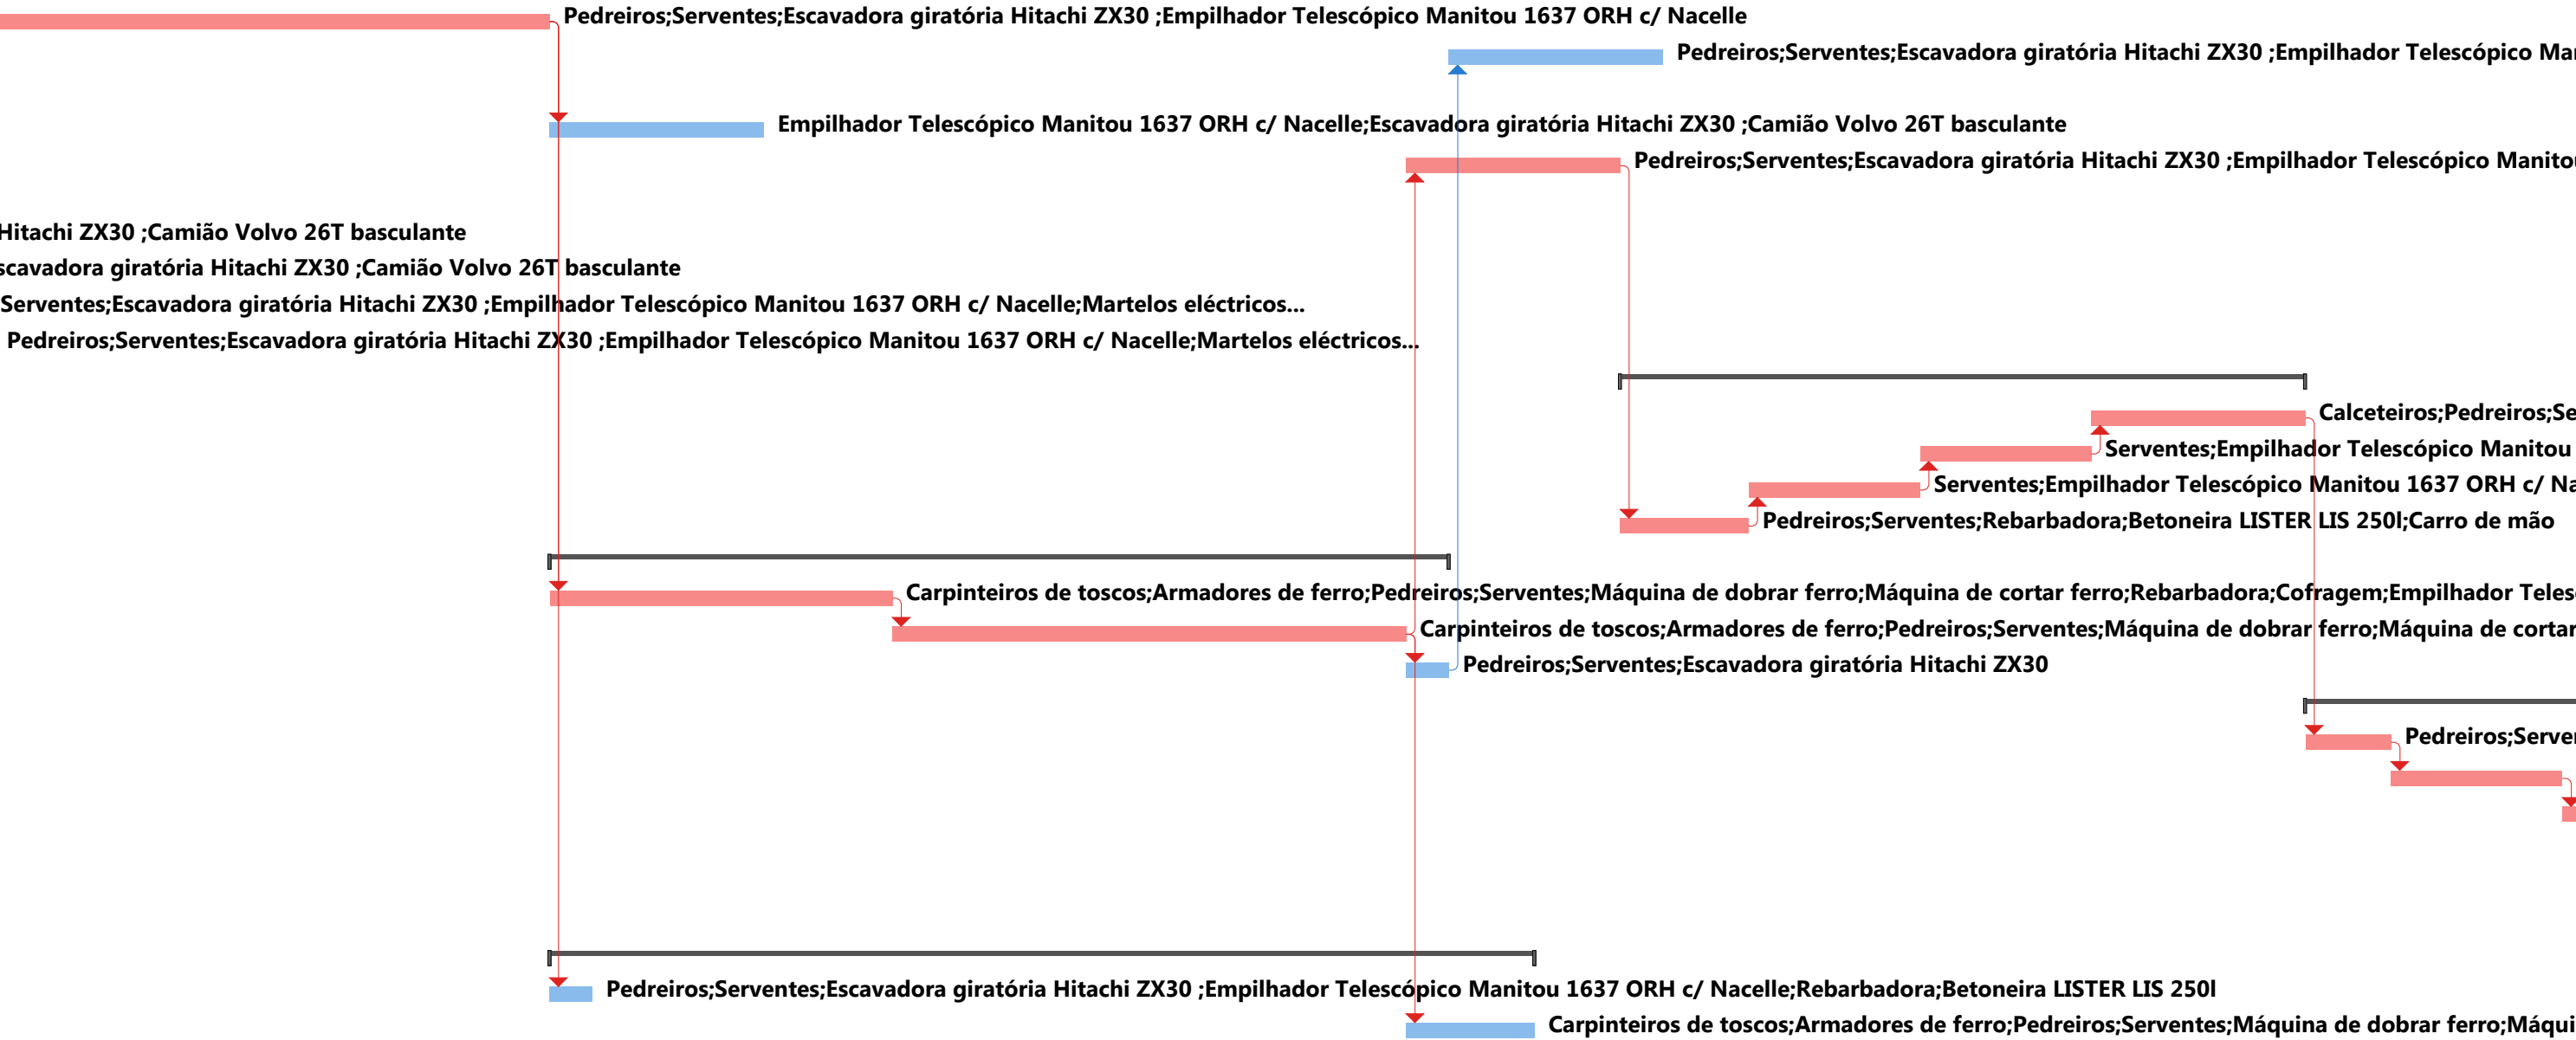 Pedreiros;Serventes;Escavadora giratória Hitachi ZX30 ;Empilhador Telescópico Manitou 1637 ORH c/ Nacelle
Pedreiros;Serventes;Escavadora giratória Hitachi ZX30 ;Empilhador Telescópico
Empilhador Telescópico Manitou 1637 ORH c/ Nacelle;Escavadora giratória Hitachi ZX30 ;Camião Volvo 26T basculante
Pedreiros;Serventes;Escavadora giratória Hitachi ZX30 ;Empilhador Telescópico Manitou
Hitachi ZX30 ;Camião Volvo 26T basculante
scavadora giratória Hitachi ZX30 ;Camião Volvo 26T basculante
Serventes;Escavadora giratória Hitachi ZX30 ;Empilhador Telescópico Manitou 1637 ORH c/ Nacelle;Martelos eléctricos...
Pedreiros;Serventes;Escavadora giratória Hitachi ZX30 ;Empilhador Telescópico Manitou 1637 ORH c/ Nacelle;Martelos eléctricos...
Calceteiros;Pedreiros;Se
Serventes;Empilhador Telescópico Manitou
Serventes;Empilhador Telescópico Manitou 1637 ORH c/ Na
Pedreiros;Serventes;Rebarbadora;Betoneira LISTER LIS 250l;Carro de mão
Carpinteiros de toscos;Armadores de ferro;Pedreiros;Serventes;Máquina de dobrar ferro;Máquina de cortar ferro;Rebarbadora;Cofragem;Empilhador Teles
Carpinteiros de toscos;Armadores de ferro;Pedreiros;Serventes;Máquina de dobrar ferro;Máquina de cortar
Pedreiros;Serventes;Escavadora giratória Hitachi ZX30
Pedreiros;Serve
Pedreiros;Serventes;Escavadora giratória Hitachi ZX30 ;Empilhador Telescópico Manitou 1637 ORH c/ Nacelle;Rebarbadora;Betoneira LISTER LIS 250l
Carpinteiros de toscos;Armadores de ferro;Pedreiros;Serventes;Máquina de dobrar ferro;Máqui